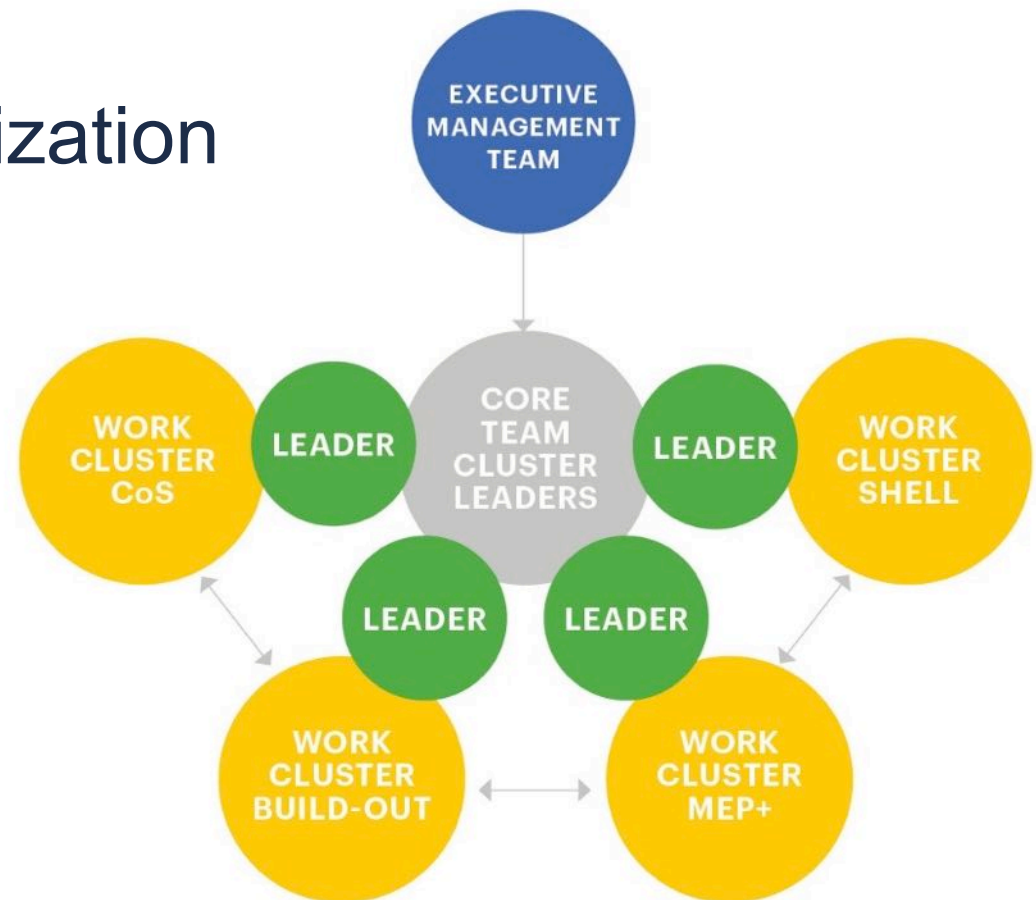 ization
EXECUTIVE
MANAGEMENT
TEAM
CORE
TEAM
CLUSTER
LEADERS
WORK
CLUSTER
CoS
LEADER
LEADER
WORK
CLUSTER
SHELL
LEADER
LEADER
WORK
CLUSTER
BUILD-OUT
WORK
CLUSTER
MEP+